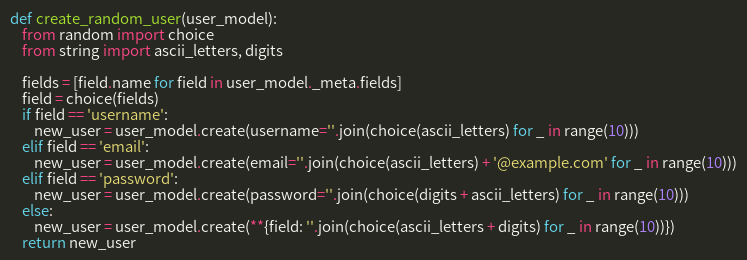 def create_random_user(user_model):
from random import choice
from string import ascii_letters, digits
fields = [field.name for field in user_model._meta.fields]
field = choice(fields)
if field == 'username':
new_user = user_model.create(username=''.join(choice(ascii_letters) for _ in range(10)))
elif field == 'email':
new_user = user_model.create(email=''.join(choice(ascii_letters) + '@example.com' for _ in range(10)))
elif field == 'password':
new_user = user_model.create(password=''.join(choice(digits + ascii_letters) for _ in range(10)))
else:
new_user = user_model.create(**{field: ''.join(choice(ascii_letters + digits) for _ in range(10))})
return new_user